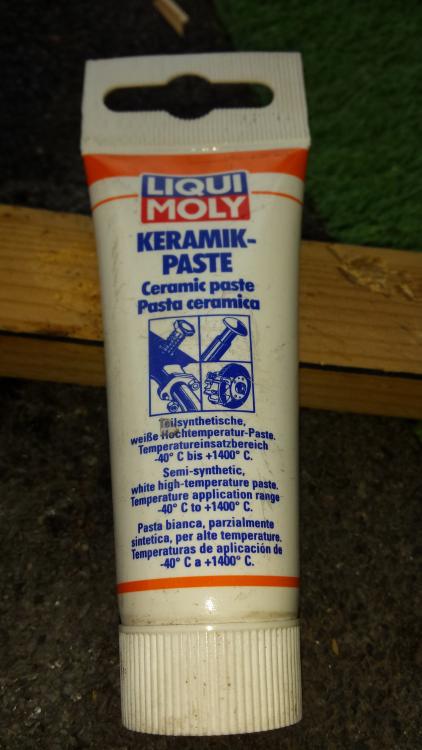 LIQUI
MOLY
KERAMIK-
PASTE
Ceramic paste
Pasta ceramica
Teilsynthetische,
weiße Hochtemperatur-Paste.
Temperatureinsatzbereich
-40° C bis +1400° C.
Semi-synthetic,
white high-temperature paste.
Temperature application range
-40° C to +1400° C.
Pasta bianca, parzialmente
sintetica, per alte temperature.
Temperaturas de aplicación de
-40° C a +1400° C.